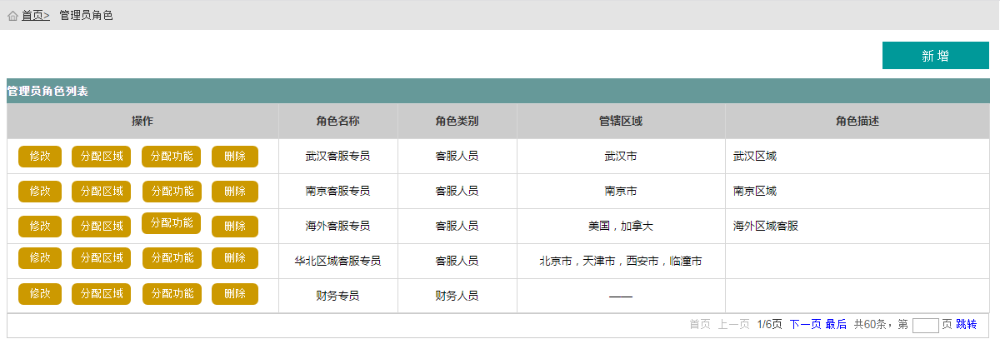 首页> 管理员角色
新 增
管理员角色列表
操作 角色名称 角色类别 管辖区域 角色描述
修改 分配区域 分配功能 删除 武汉客服专员 客服人员 武汉市 武汉区域
修改 分配区域 分配功能 删除 南京客服专员 客服人员 南京市 南京区域
修改 分配区域 分配功能 删除 海外客服专员 客服人员 美国，加拿大 海外区域客服
修改 分配区域 分配功能 删除 华北区域客服专员 客服人员 北京市，天津市，西安市，临潼市
修改 分配区域 分配功能 删除 财务专员 财务人员 ——
首页 上一页 1/6页 下一页 最后 共60条，第 页 跳转